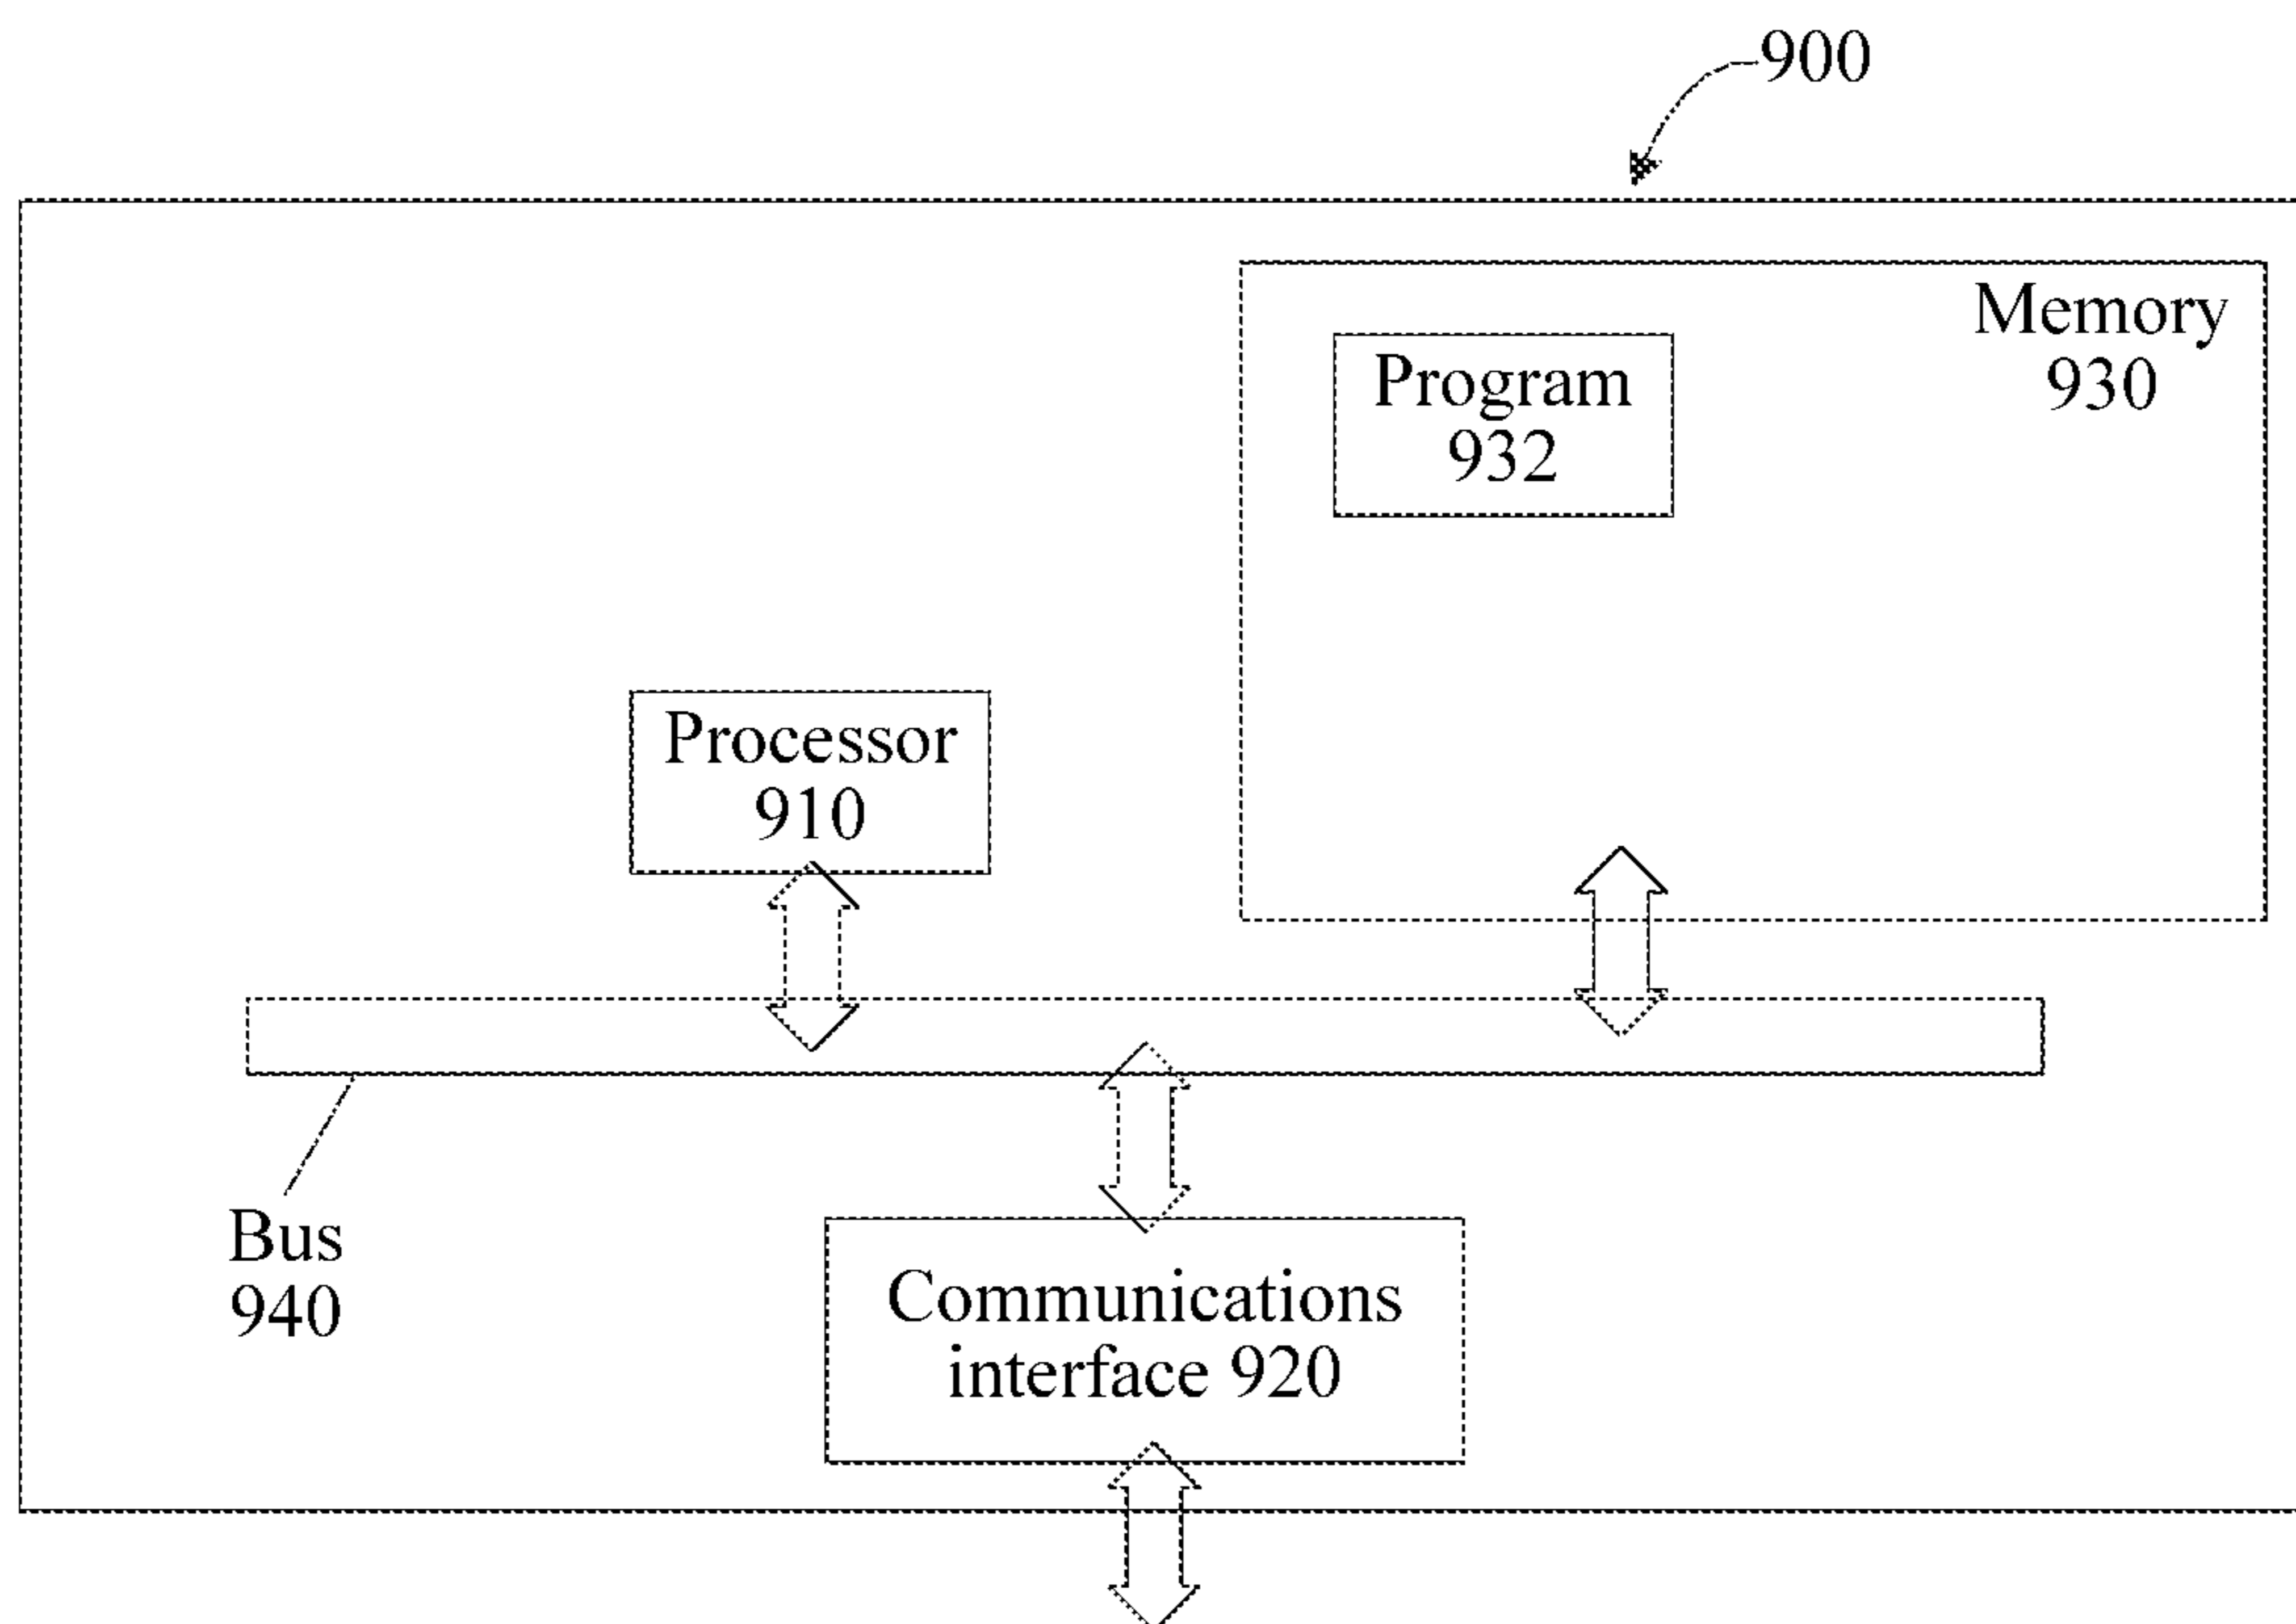 900
Memory
930
Program
932
Processor
910
Bus
940
Communications
interface 920